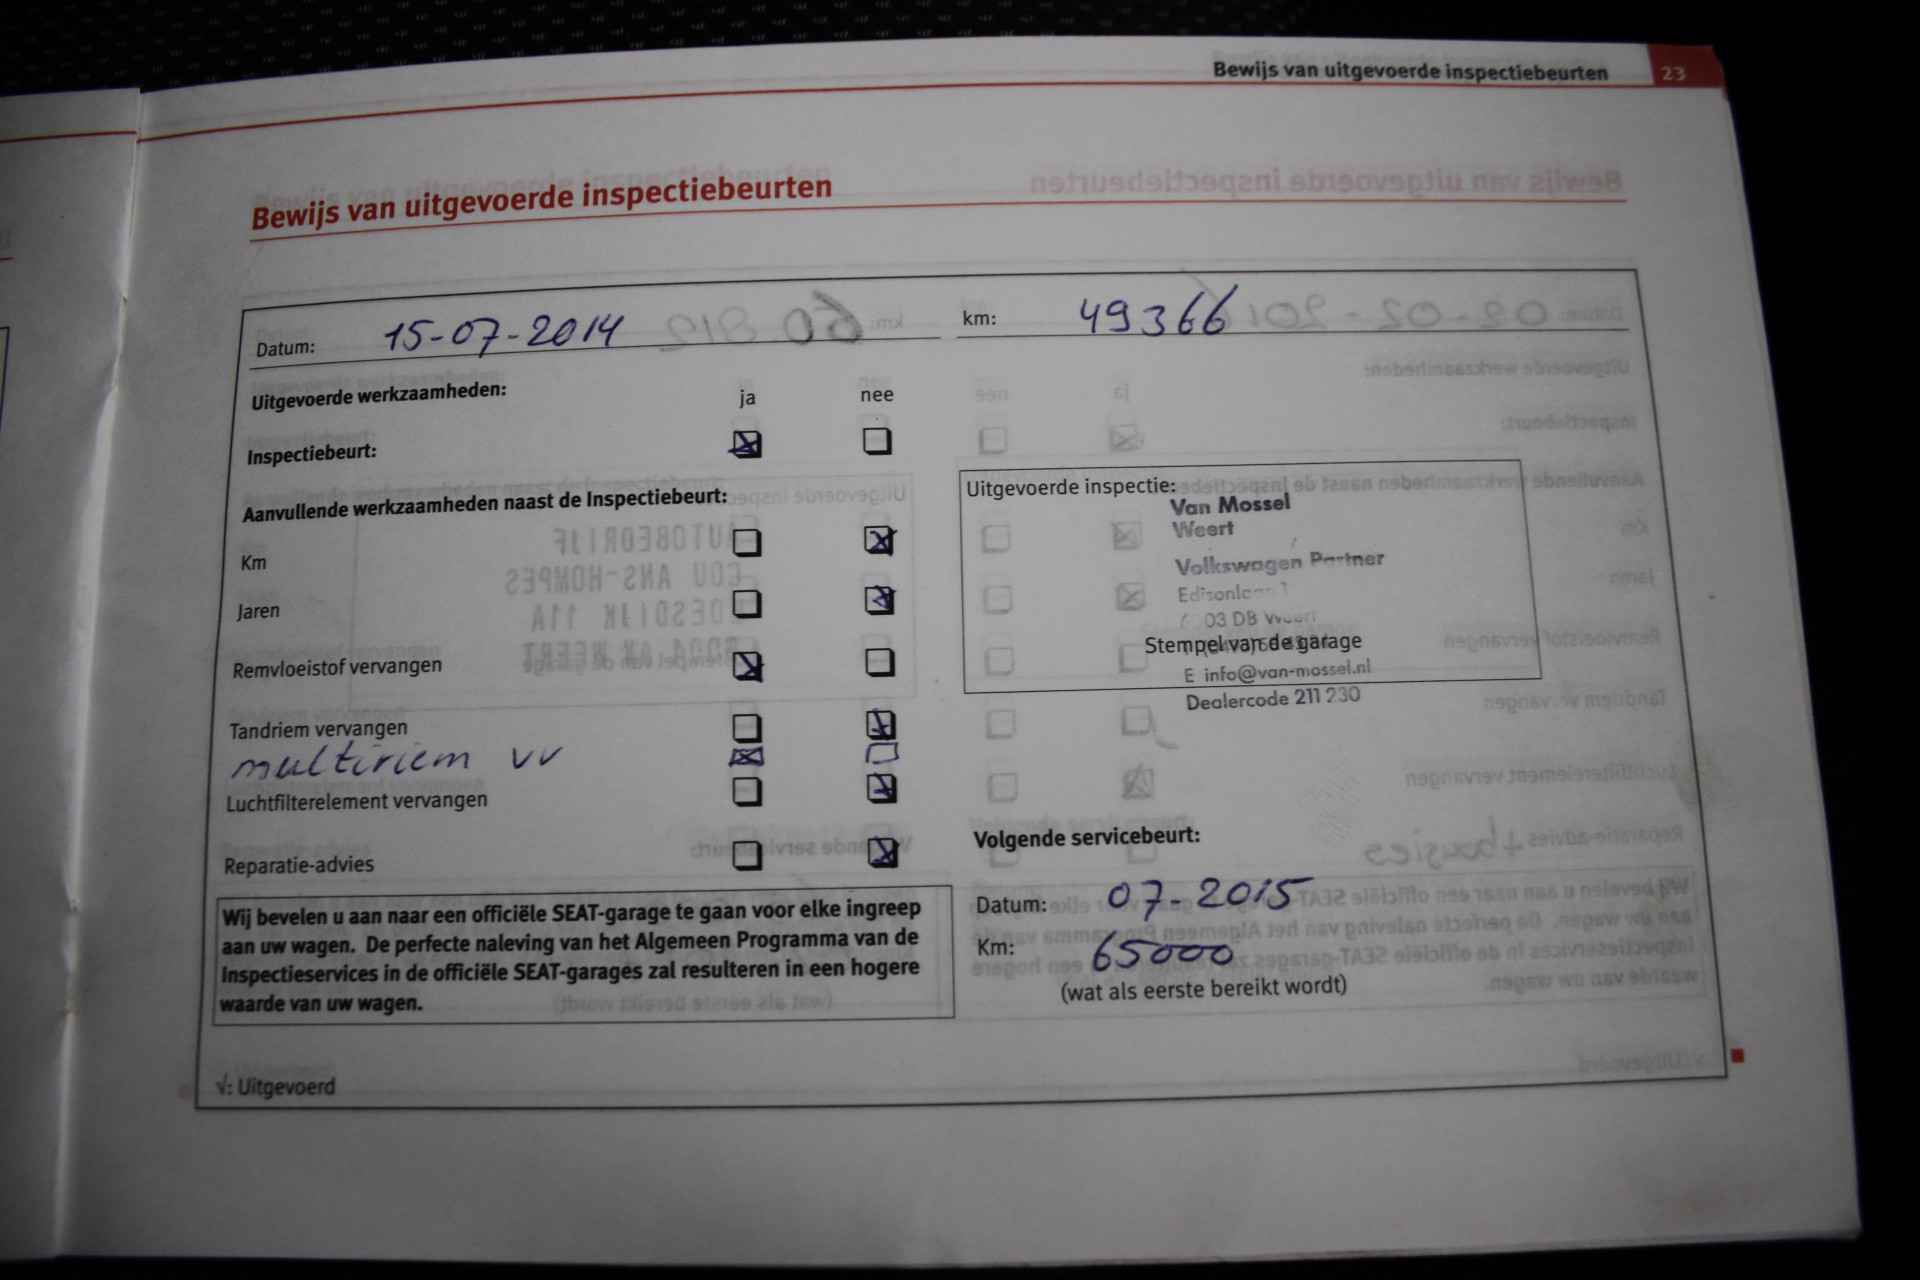 Bewijs van uitgevoerde inspectiebeurten 23
Bewijs van uitgevoerde inspectiebeurten
Datum: 15-07-2014 km: 49366
Uitgevoerde werkzaamheden: ja nee
Inspectiebeurt:
Aanvullende werkzaamheden naast de Inspectiebeurt:
Km
Jaren
Remvloeistof vervangen
Tandriem vervangen
multiriem vv
Luchtfilterelement vervangen
Reparatie-advies
Uitgevoerde inspectie:
Van Mossel
Weert
Volkswagen Partner
03 DB Weert
Stempel van de garage
E info@van-mossel.nl
Dealercode 211 230
Volgende servicebeurt:
Datum: 07-2015
Km: 65000
(wat als eerste bereikt wordt)
Wij bevelen u aan naar een officiële SEAT-garage te gaan voor elke ingreep
aan uw wagen. De perfecte naleving van het Algemeen Programma van de
Inspectieservices in de officiële SEAT-garages zal resulteren in een hogere
waarde van uw wagen.
√: Uitgevoerd